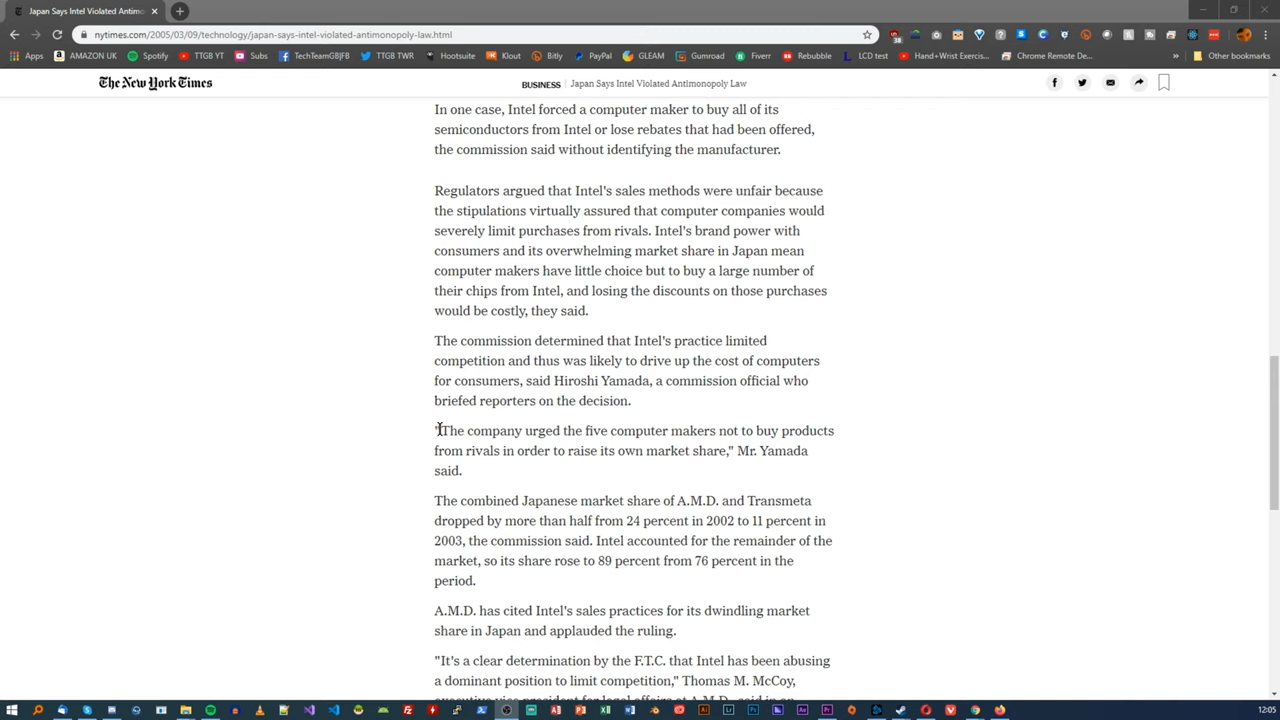 Japan Says Intel Violated Antimon
nytimes.com/2005/03/09/technology/japan-says-intel-violated-antimonopoly-law.html
Apps AMAZON UK Spotify TTGB YT Subs TechTeamGB|FB TTGB TWR Hootsuite Klout Bitly PayPal GLEAM Gumroad Fiverr Rebubble LCD test Hand+Wrist Exercis... Chrome Remote De... Other bookmarks
The New York Times BUSINESS | Japan Says Intel Violated Antimonopoly Law
In one case, Intel forced a computer maker to buy all of its
semiconductors from Intel or lose rebates that had been offered,
the commission said without identifying the manufacturer.
Regulators argued that Intel's sales methods were unfair because
the stipulations virtually assured that computer companies would
severely limit purchases from rivals. Intel's brand power with
consumers and its overwhelming market share in Japan mean
computer makers have little choice but to buy a large number of
their chips from Intel, and losing the discounts on those purchases
would be costly, they said.
The commission determined that Intel's practice limited
competition and thus was likely to drive up the cost of computers
for consumers, said Hiroshi Yamada, a commission official who
briefed reporters on the decision.
"The company urged the five computer makers not to buy products
from rivals in order to raise its own market share," Mr. Yamada
said.
The combined Japanese market share of A.M.D. and Transmeta
dropped by more than half from 24 percent in 2002 to 11 percent in
2003, the commission said. Intel accounted for the remainder of the
market, so its share rose to 89 percent from 76 percent in the
period.
A.M.D. has cited Intel's sales practices for its dwindling market
share in Japan and applauded the ruling.
"It's a clear determination by the F.T.C. that Intel has been abusing
a dominant position to limit competition," Thomas M. McCoy,
executive vice president for legal affairs at A.M.D. said in an
12:05